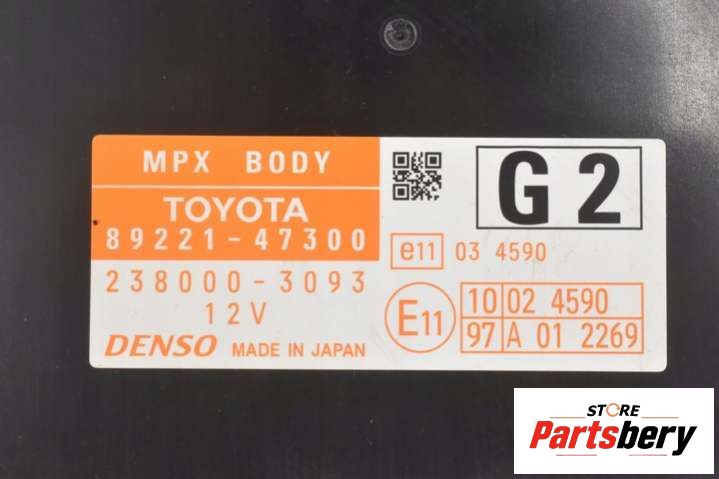 MPX BODY
TOYOTA
89221-47300
238000-3093
12V
DENSO MADE IN JAPAN
G2
e11 03 4590
E11
10 02 4590
97 A 01 2269
STORE
Partsbery